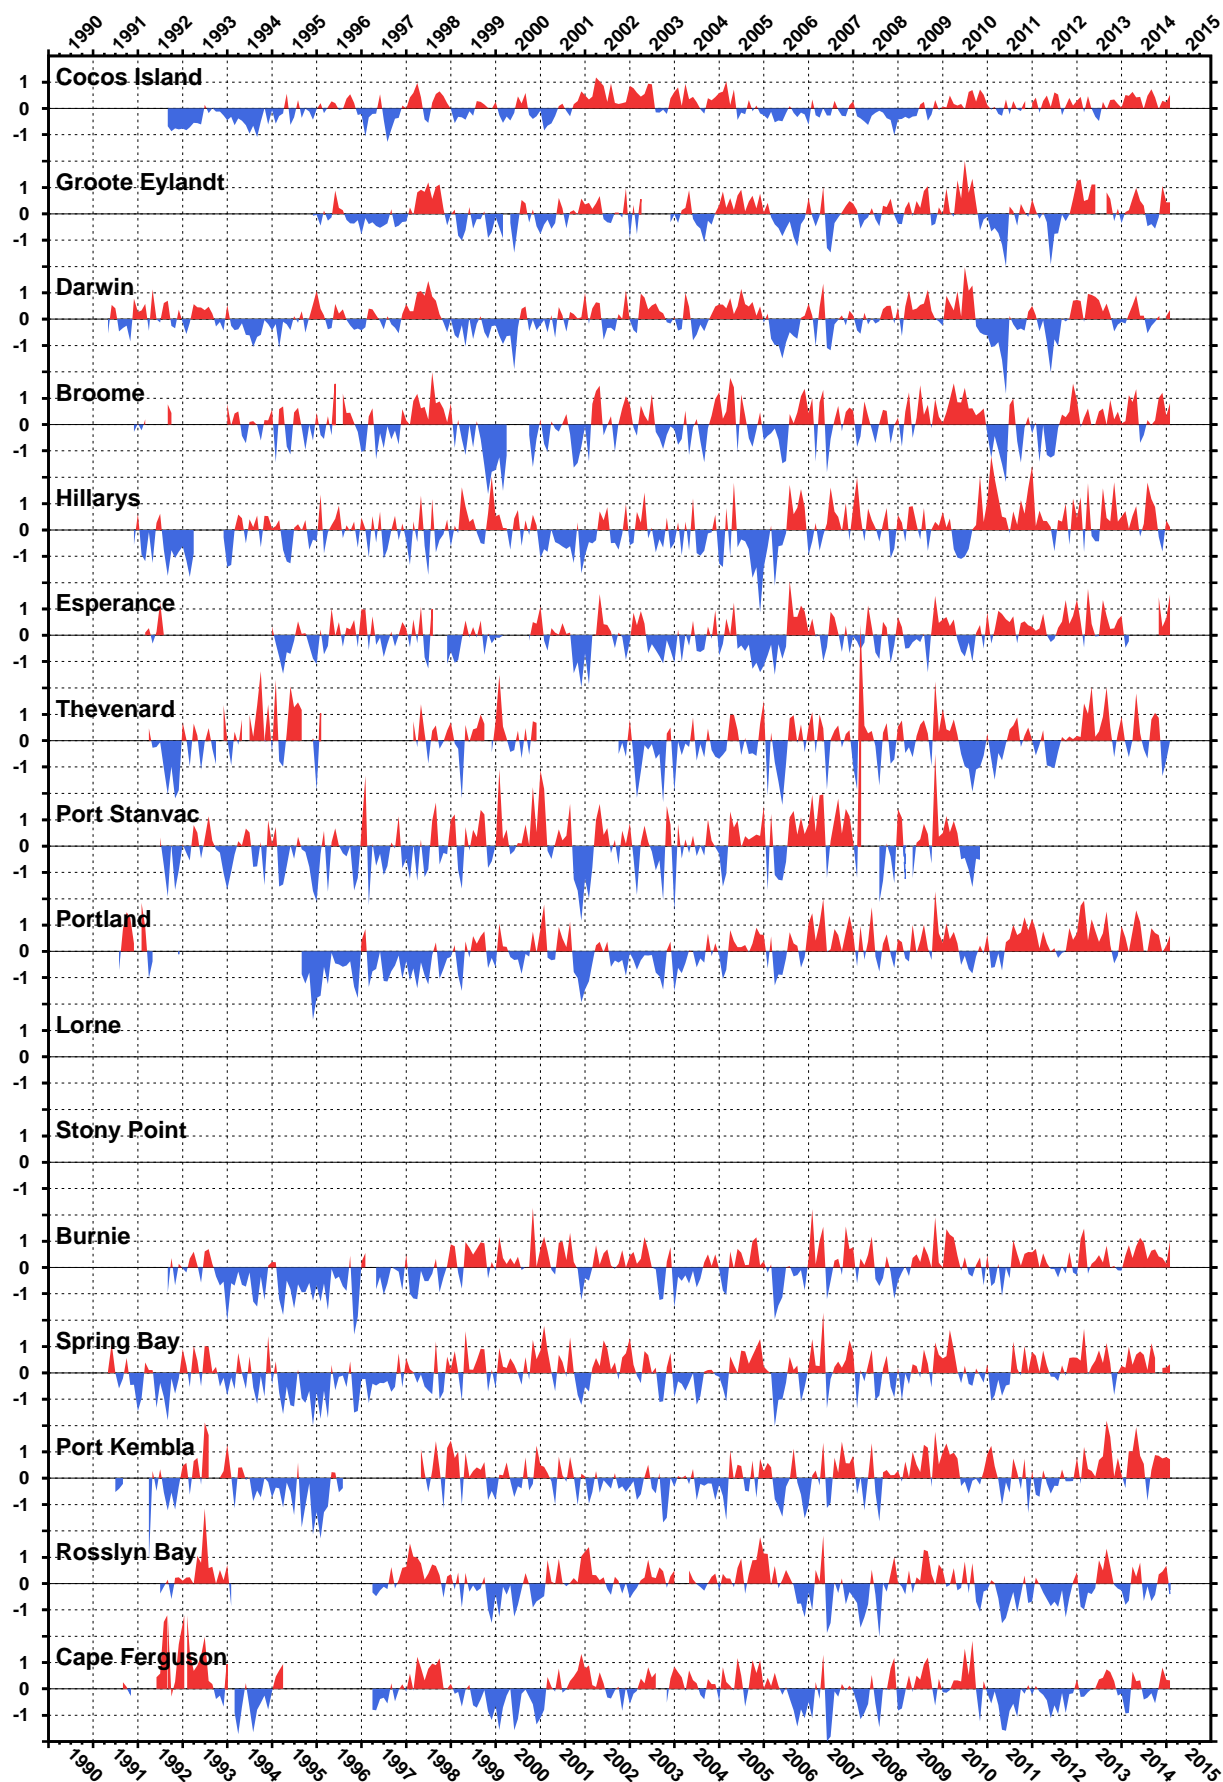 1990 1991 1992 1993 1994 1995 1996 1997 1998 1999 2000 2001 2002 2003 2004 2005 2006 2007 2008 2009 2010 2011 2012 2013 2014 2015
Cocos Island
1
0
-1
Groote Eylandt
1
0
-1
Darwin
1
0
-1
Broome
1
0
-1
Hillarys
1
0
-1
Esperance
1
0
-1
Thevenard
1
0
-1
Port Stanvac
1
0
-1
Portland
1
0
-1
Lorne
1
0
-1
Stony Point
1
0
-1
Burnie
1
0
-1
Spring Bay
1
0
-1
Port Kembla
1
0
-1
Rosslyn Bay
1
0
-1
Cape Ferguson
1
0
-1
1990 1991 1992 1993 1994 1995 1996 1997 1998 1999 2000 2001 2002 2003 2004 2005 2006 2007 2008 2009 2010 2011 2012 2013 2014 2015